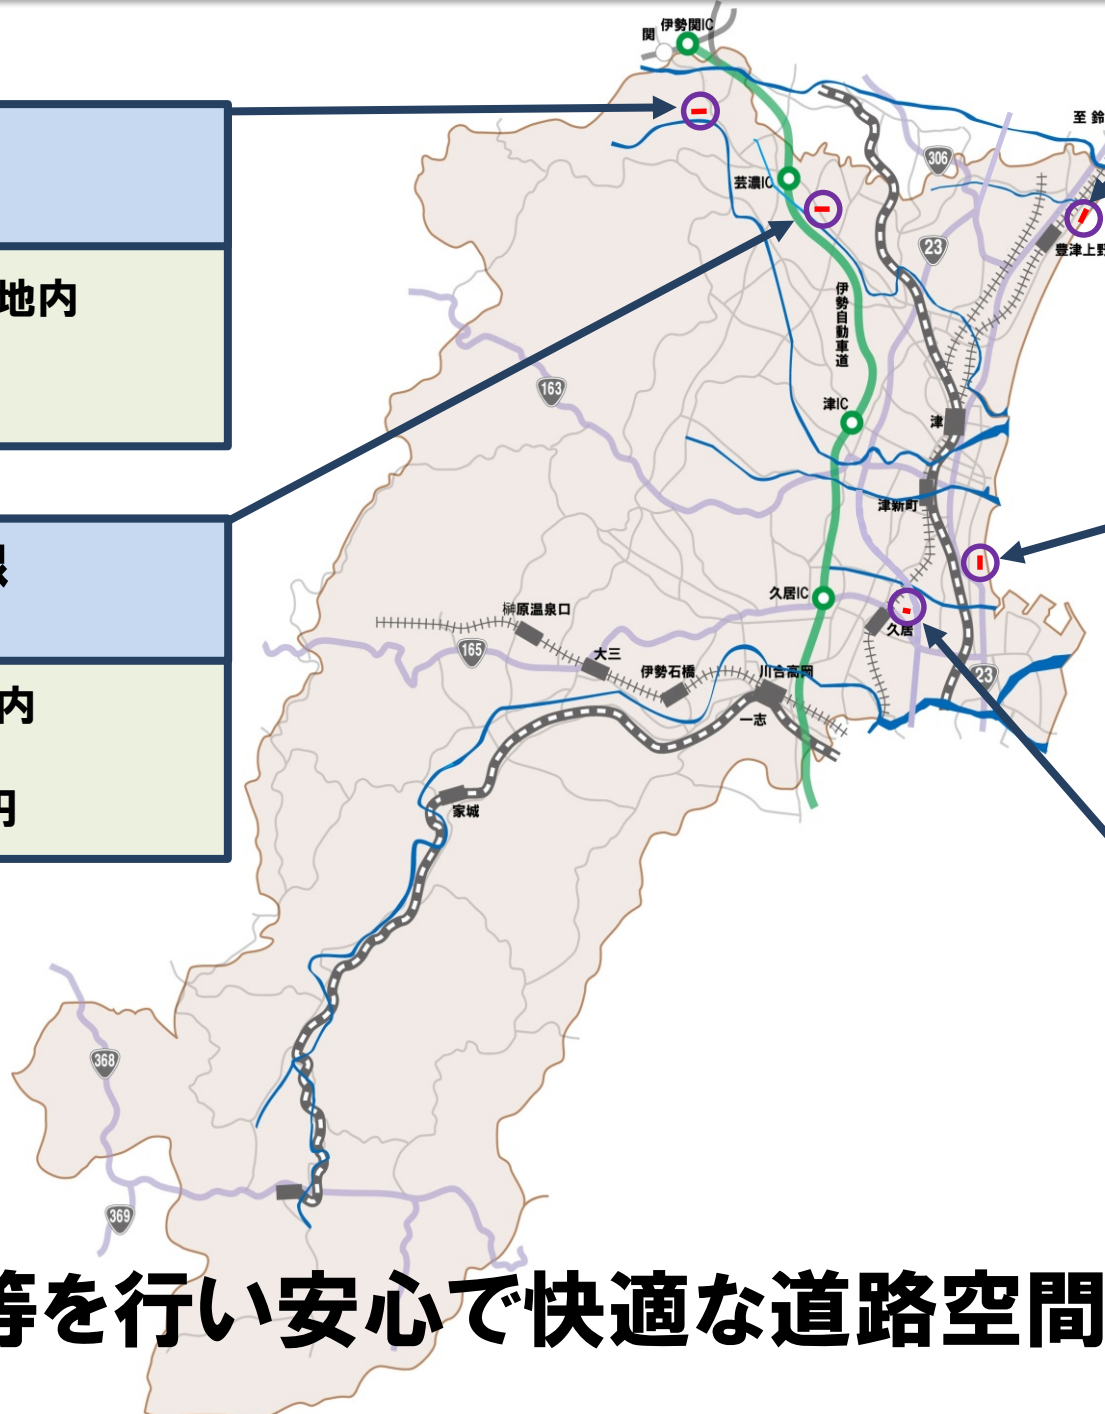 伊勢関IC
関
至 鈴
306
芸濃IC
地内
23
豊津上野
伊勢自動車道
163
津IC
津
津新町
線
久居IC
榊原温泉口
久居
165
大三
伊勢石橋
川合高岡
23
内
一志
円
家城
368
369
等を行い安心で快適な道路空間